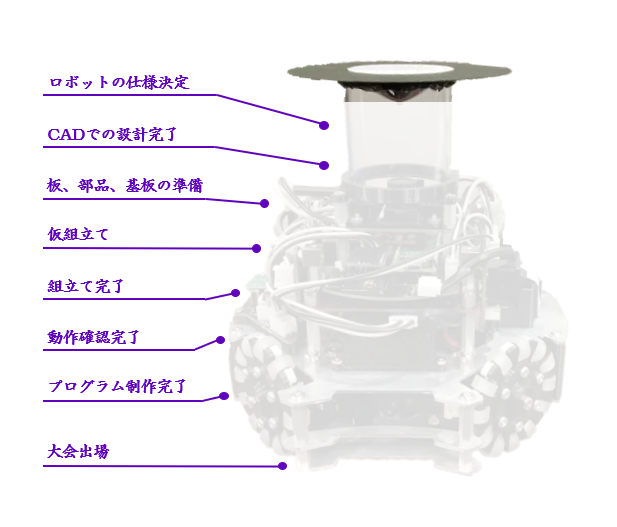 ロボットの仕様決定
CADでの設計完了
板、部品、基板の準備
仮組立て
組立て完了
動作確認完了
プログラム制作完了
大会出場